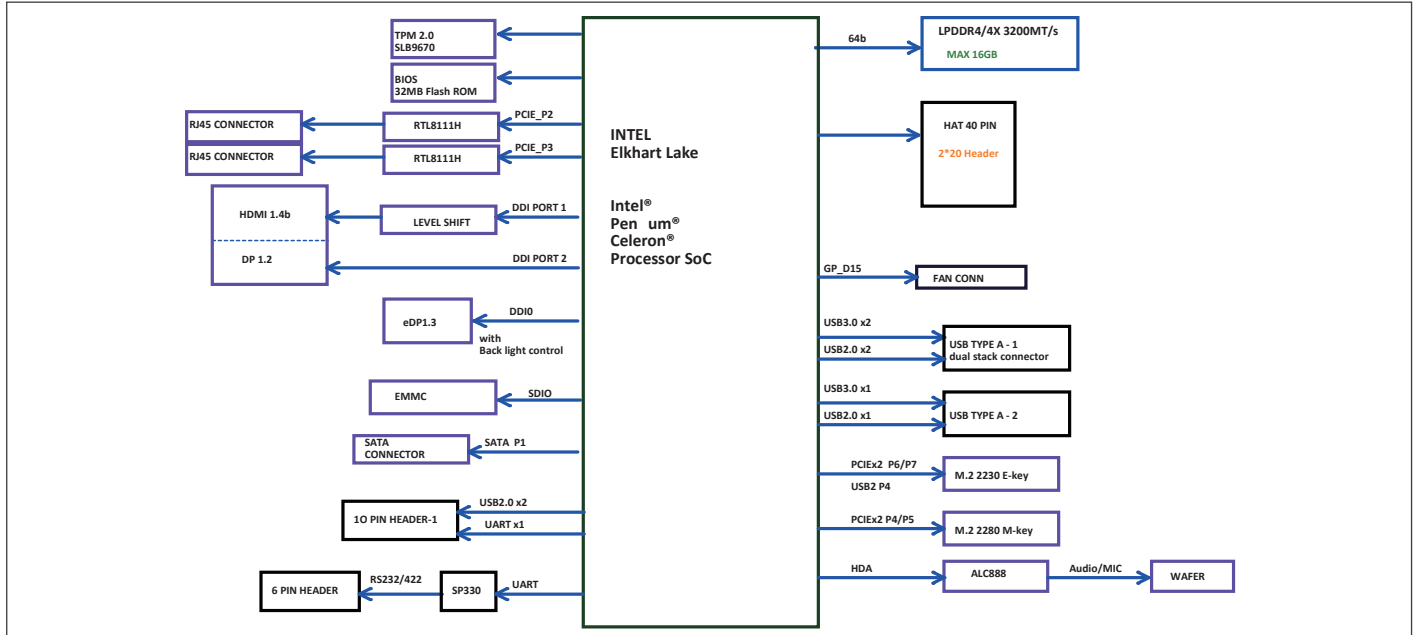 TPM 2.0
SLB9670
BIOS
32MB Flash ROM
RJ45 CONNECTOR
RTL8111H
PCIE_P2
RJ45 CONNECTOR
RTL8111H
PCIE_P3
HDMI 1.4b
LEVEL SHIFT
DDI PORT 1
DP 1.2
DDI PORT 2
eDP1.3
DDI0
with
Back light control
EMMC
SDIO
SATA
CONNECTOR
SATA P1
10 PIN HEADER-1
USB2.0 x2
UART x1
6 PIN HEADER
RS232/422
SP330
UART
INTEL
Elkhart Lake
Intel®
Pen um®
Celeron®
Processor SoC
64b
LPDDR4/4X 3200MT/s
MAX 16GB
HAT 40 PIN
2*20 Header
GP_D15
FAN CONN
USB3.0 x2
USB2.0 x2
USB TYPE A - 1
dual stack connector
USB3.0 x1
USB2.0 x1
USB TYPE A - 2
PCIEx2 P6/P7
USB2 P4
M.2 2230 E-key
PCIEx2 P4/P5
M.2 2280 M-key
HDA
ALC888
Audio/MIC
WAFER